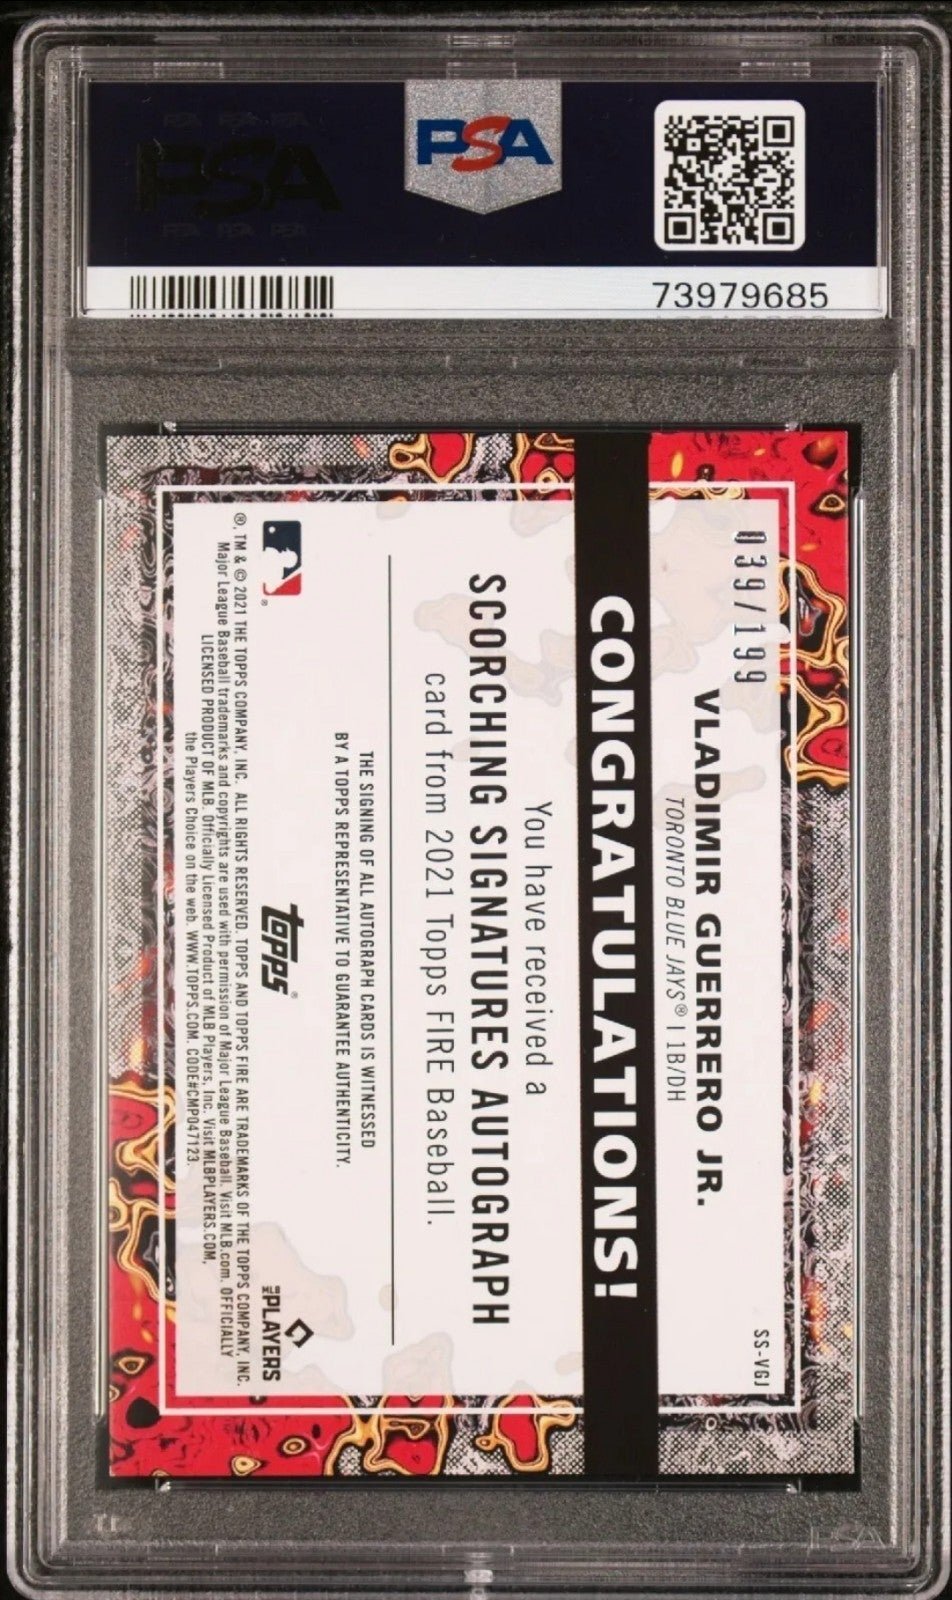 PSA
PSA
73979685
039/199
SS-VGJ
VLADIMIR GUERRERO JR.
TORONTO BLUE JAYS® | 1B/DH
CONGRATULATIONS!
You have received a
SCORCHING SIGNATURES AUTOGRAPH
card from 2021 Topps FIRE Baseball.
THE SIGNING OF ALL AUTOGRAPH CARDS IS WITNESSED
BY A TOPPS REPRESENTATIVE TO GUARANTEE AUTHENTICITY.
topps®
PLAYERS
®, TM & © 2021 THE TOPPS COMPANY, INC. ALL RIGHTS RESERVED. TOPPS AND TOPPS FIRE ARE TRADEMARKS OF THE TOPPS COMPANY, INC.
Major League Baseball trademarks and copyrights are used with permission of Major League Baseball. Visit MLB.com. OFFICIALLY
LICENSED PRODUCT OF MLB. Officially Licensed Product of MLB Players, Inc. Visit MLBPLAYERS.COM,
the Players Choice on the web. WWW.TOPPS.COM. CODE#CMP047123
PSA